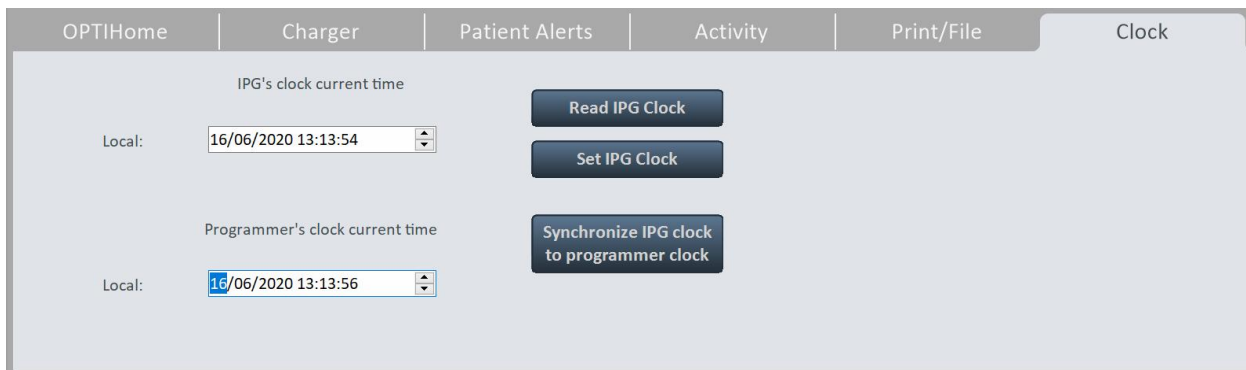 OPTIHome Charger Patient Alerts Activity Print/File Clock
IPG's clock current time
Read IPG Clock
Local: 16/06/2020 13:13:54
Set IPG Clock
Programmer's clock current time
Synchronize IPG clock
to programmer clock
Local: 16/06/2020 13:13:56